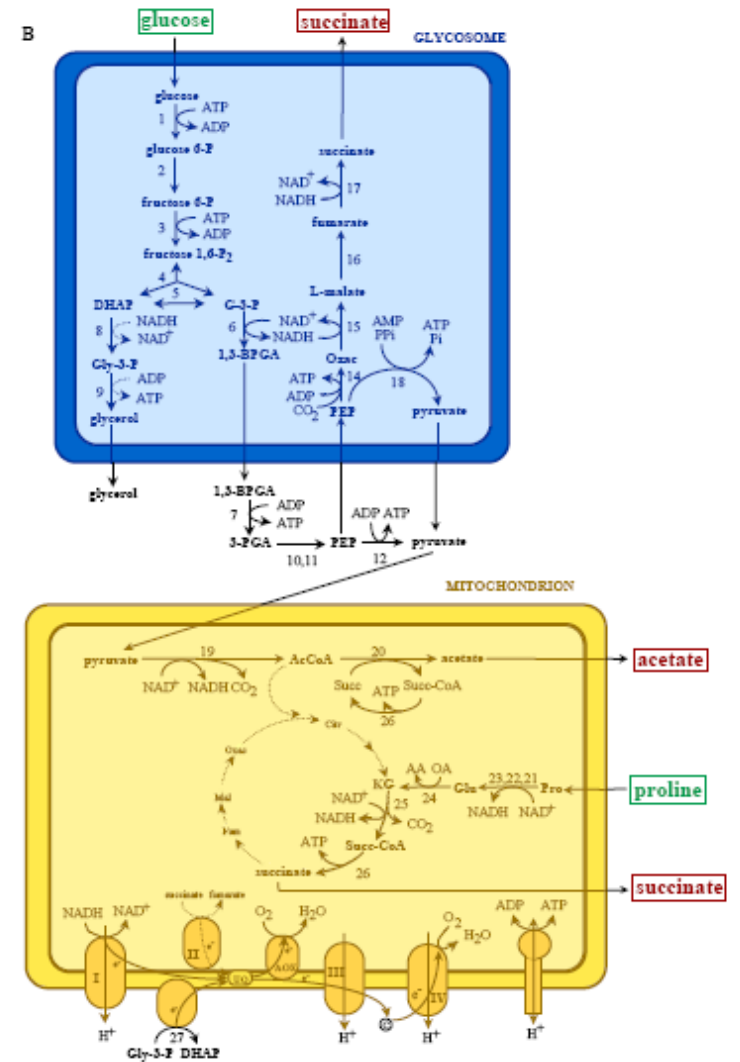 B
glucose
succinate
GLYCOSOME
glucose
1
ATP
ADP
glucose 6-P
2
fructose 6-P
3
ATP
ADP
fructose 1,6-P2
4
5
DHAP
G-3-P
8
NADH
NAD+
Gly-3-P
9
ADP
ATP
glycerol
6
NAD+
NADH
1,3-BPGA
succinate
NAD+
NADH
17
fumarate
16
L-malate
15
Oxac
ATP
ADP
CO2
14
PEP
AMP
PPi
ATP
Pi
18
pyruvate
glycerol
1,3-BPGA
7
ADP
ATP
3-PGA
10,11
PEP
ADP ATP
12
pyruvate
MITOCHONDRION
pyruvate
19
AcCoA
20
acetate
acetate
NAD+
NADH CO2
Succ
ATP
Succ-CoA
26
Citr
Oxac
Mal
Fum
KG
AA OA
24
Glu
23,22,21
Pro
proline
NADH
NAD+
NAD+
NADH
25
CO2
Succ-CoA
ATP
26
succinate
succinate
NADH
NAD+
succinate fumarate
O2
H2O
O2
H2O
ADP
ATP
I
e-
II
e-
UQ
AOX
e-
e-
III
C
e-
IV
e-
27
H+
H+
H+
H+
Gly-3-P DHAP